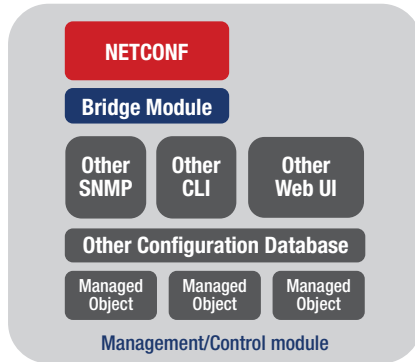 NETCONF
Bridge Module
Other
SNMP
Other
CLI
Other
Web UI
Other Configuration Database
Managed
Object
Managed
Object
Managed
Object
Management/Control module